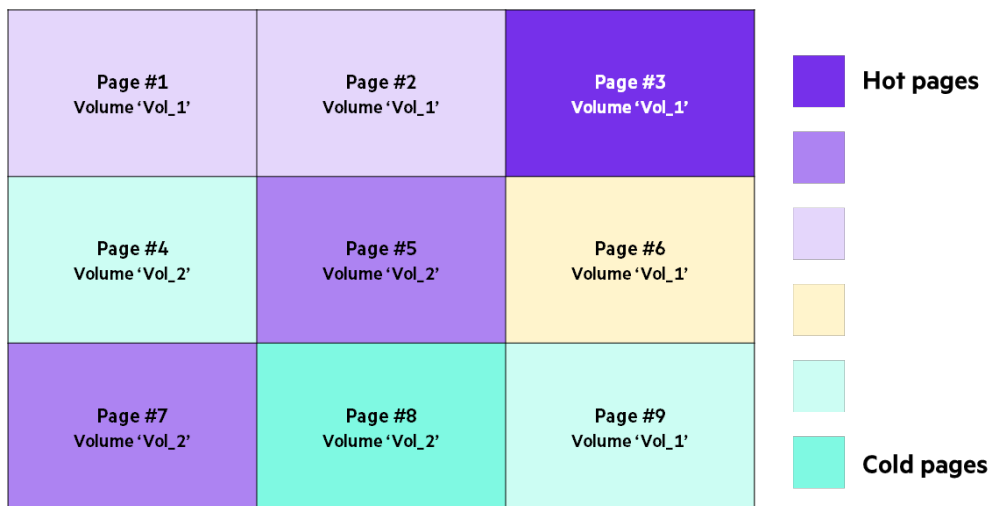 Page #1
Volume ‘Vol_1’
Page #2
Volume ‘Vol_1’
Page #3
Volume ‘Vol_1’
Page #4
Volume ‘Vol_2’
Page #5
Volume ‘Vol_2’
Page #6
Volume ‘Vol_1’
Page #7
Volume ‘Vol_2’
Page #8
Volume ‘Vol_2’
Page #9
Volume ‘Vol_1’
Hot pages
Cold pages